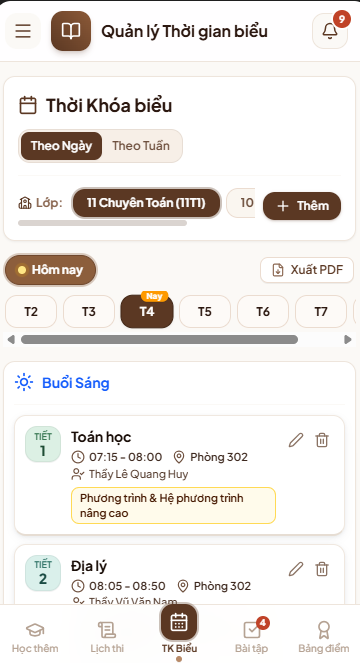 Quản lý Thời gian biểu
9
Thời Khóa biểu
Theo Ngày Theo Tuần
Lớp: 11 Chuyên Toán (11T1) 10 + Thêm
Hôm nay Xuất PDF
Nay
T2 T3 T4 T5 T6 T7
Buổi Sáng
TIẾT
1
Toán học
07:15 - 08:00 Phòng 302
Thầy Lê Quang Huy
Phương trình & Hệ phương trình
nâng cao
TIẾT
2
Địa lý
08:05 - 08:50 Phòng 302
Thầy Vũ Văn Nam
4
Học thêm Lịch thi TK Biểu Bài tập Bảng điểm